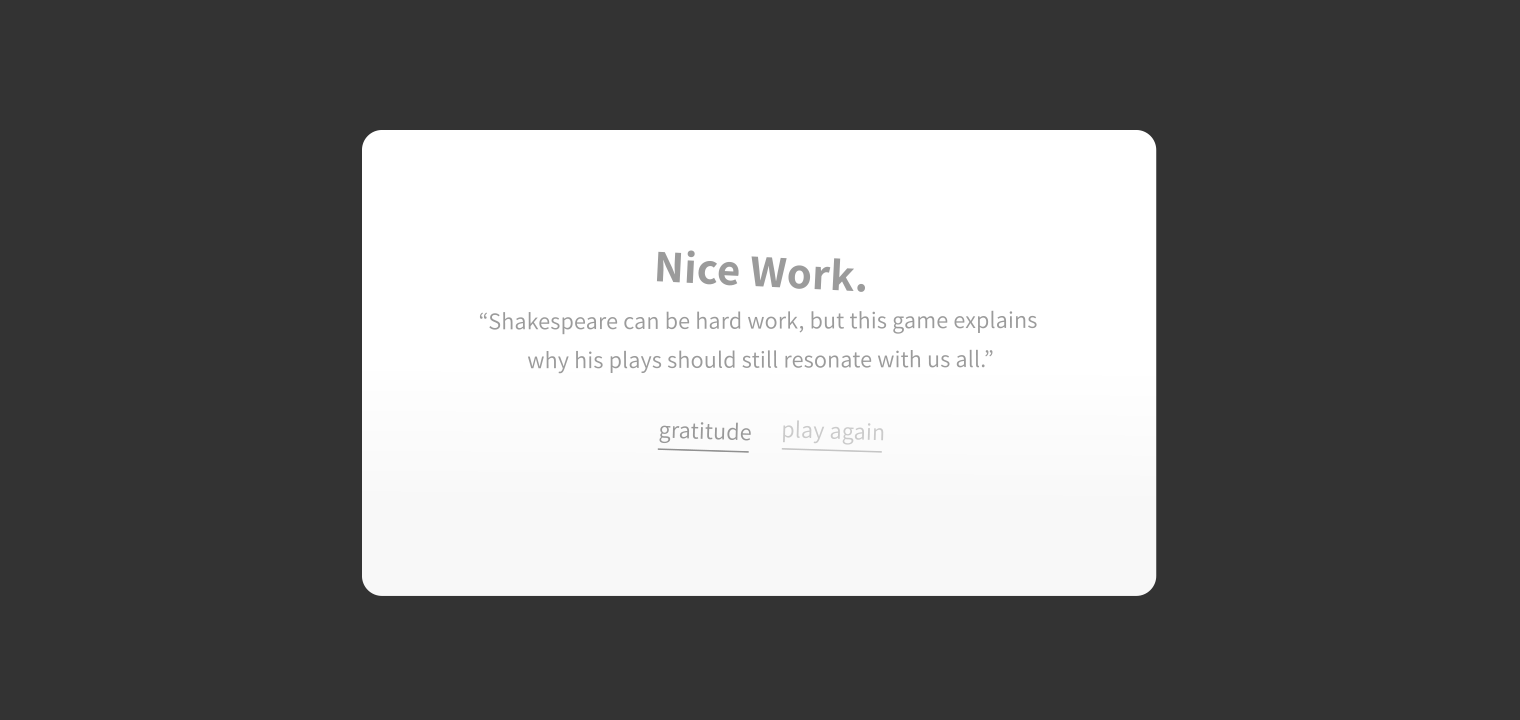 Nice Work.
“Shakespeare can be hard work, but this game explains
why his plays should still resonate with us all.”
gratitude play again